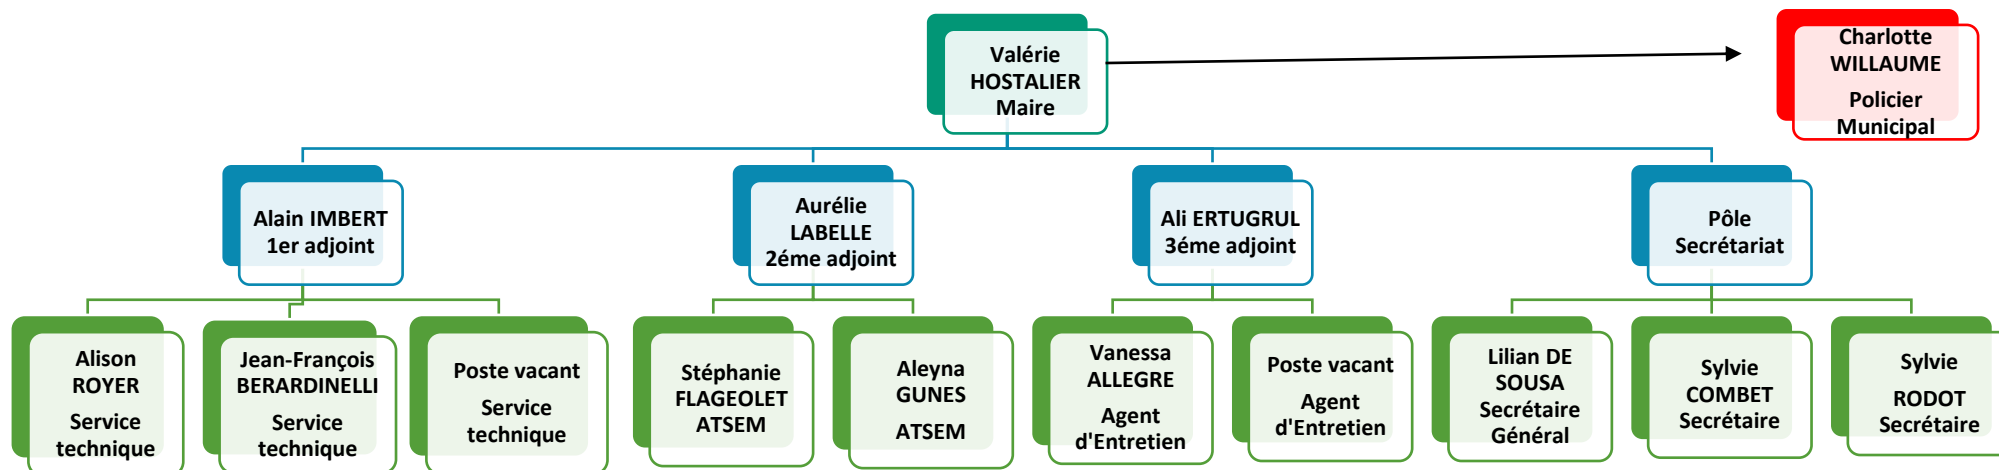 Valérie
HOSTALIER
Maire
Charlotte
WILLAUME
Policier
Municipal
Alain IMBERT
1er adjoint
Aurélie
LABELLE
2éme adjoint
Ali ERTUGRUL
3éme adjoint
Pôle
Secrétariat
Alison
ROYER
Service
technique
Jean-François
BERARDINELLI
Service
technique
Poste vacant
Service
technique
Stéphanie
FLAGEOLET
ATSEM
Aleyna
GUNES
ATSEM
Vanessa
ALLEGRE
Agent
d'Entretien
Poste vacant
Agent
d'Entretien
Lilian DE
SOUSA
Secrétaire
Général
Sylvie
COMBET
Secrétaire
Sylvie
RODOT
Secrétaire